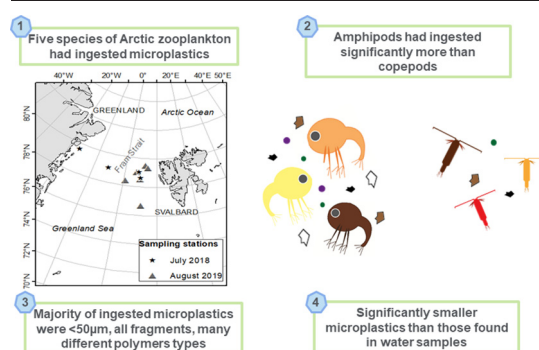 1
Five species of Arctic zooplankton
had ingested microplastics
2
Amphipods had ingested
significantly more than
copepods
40°W 20°W 0° 20°E 40°E 50°E
80°N
78°N
76°N
74°N
72°N
70°N
GREENLAND
Arctic Ocean
Fram Strait
SVALBARD
Greenland Sea
Sampling stations
July 2018
August 2019
3
Majority of ingested microplastics
were <50µm, all fragments, many
different polymers types
4
Significantly smaller
microplastics than those found
in water samples